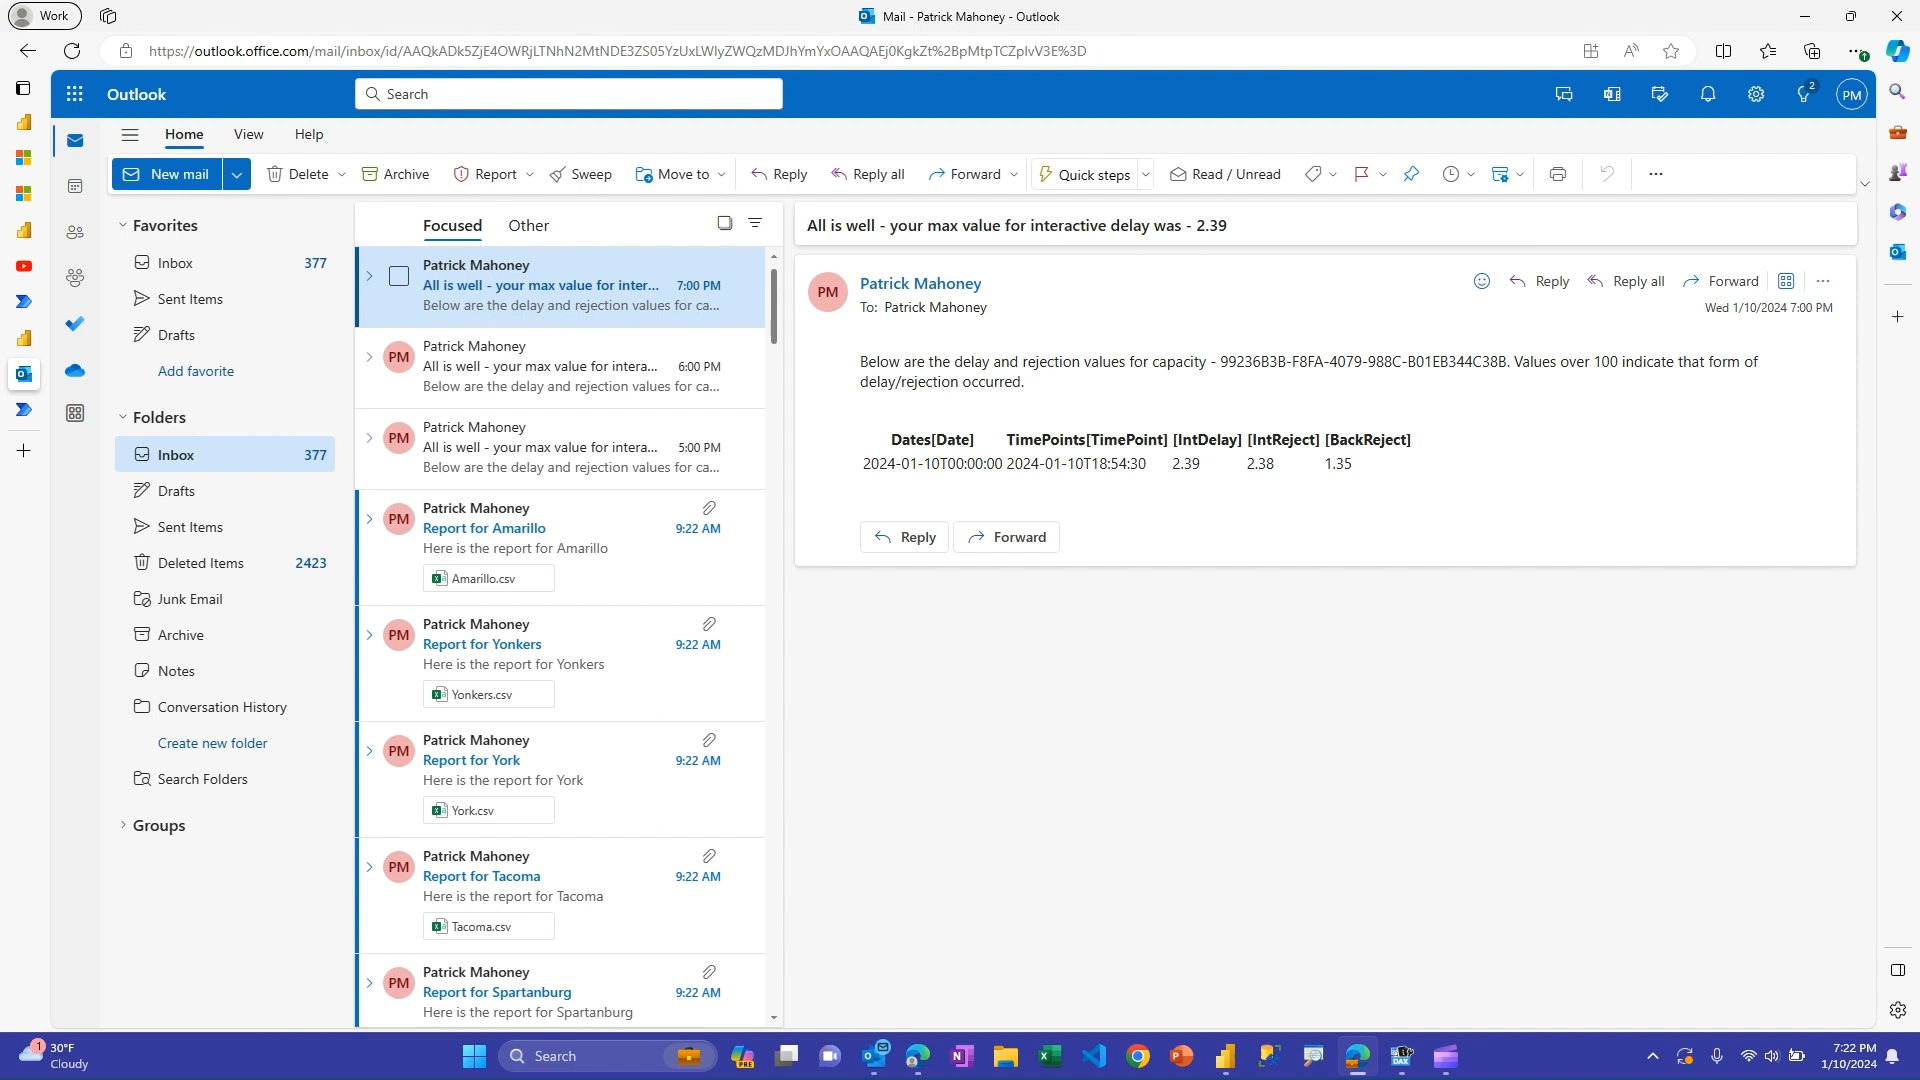 Work
Mail - Patrick Mahoney - Outlook
https://outlook.office.com/mail/inbox/id/AAQkADk5ZjE4OWRjLTNhN2MtNDE3ZS05YzUxLWIyZWQzMDJhYmYxOAAQAEj0KgkZt%2BpMtpTCZplvV3E%3D
Outlook
Search
2
PM
Home View Help
New mail Delete Archive Report Sweep Move to Reply Reply all Forward Quick steps Read / Unread
Favorites
Inbox 377
Sent Items
Drafts
Add favorite
Folders
Inbox 377
Drafts
Sent Items
Deleted Items 2423
Junk Email
Archive
Notes
Conversation History
Create new folder
Search Folders
Groups
Focused Other
Patrick Mahoney
All is well - your max value for inter... 7:00 PM
Below are the delay and rejection values for ca...
PM
Patrick Mahoney
All is well - your max value for intera... 6:00 PM
Below are the delay and rejection values for ca...
PM
Patrick Mahoney
All is well - your max value for intera... 5:00 PM
Below are the delay and rejection values for ca...
PM
Patrick Mahoney
Report for Amarillo 9:22 AM
Here is the report for Amarillo
Amarillo.csv
PM
Patrick Mahoney
Report for Yonkers 9:22 AM
Here is the report for Yonkers
Yonkers.csv
PM
Patrick Mahoney
Report for York 9:22 AM
Here is the report for York
York.csv
PM
Patrick Mahoney
Report for Tacoma 9:22 AM
Here is the report for Tacoma
Tacoma.csv
PM
Patrick Mahoney
Report for Spartanburg 9:22 AM
Here is the report for Spartanburg
All is well - your max value for interactive delay was - 2.39
PM
Patrick Mahoney
To: Patrick Mahoney
Reply Reply all Forward
Wed 1/10/2024 7:00 PM
Below are the delay and rejection values for capacity - 99236B3B-F8FA-4079-988C-B01EB344C38B. Values over 100 indicate that form of
delay/rejection occurred.
Dates[Date] TimePoints[TimePoint] [IntDelay] [IntReject] [BackReject]
2024-01-10T00:00:00 2024-01-10T18:54:30 2.39 2.38 1.35
Reply Forward
1
30°F
Cloudy
Search
PRE
DAX
7:22 PM
1/10/2024